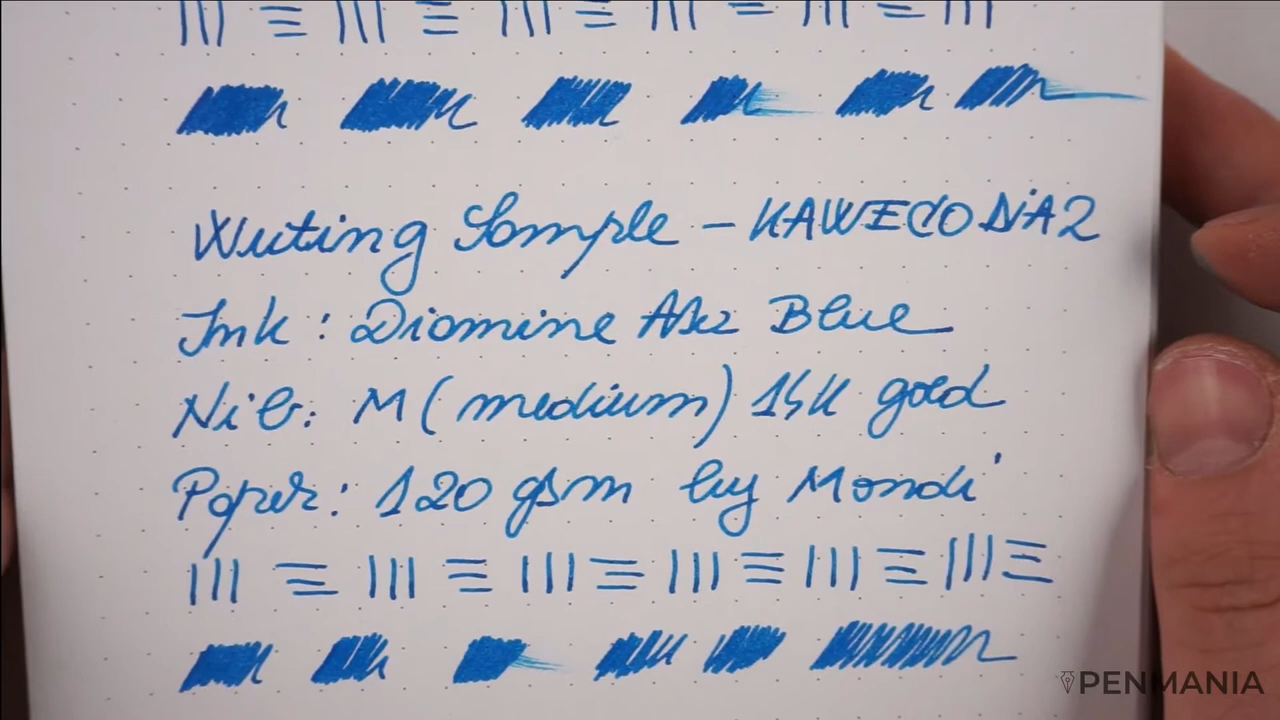 Writing Sample - KAWECO DIA2
Ink: Diamine Asa Blue
Nib: M (medium) 14K gold
Paper: 120 gsm by Mondi
PENMANIA